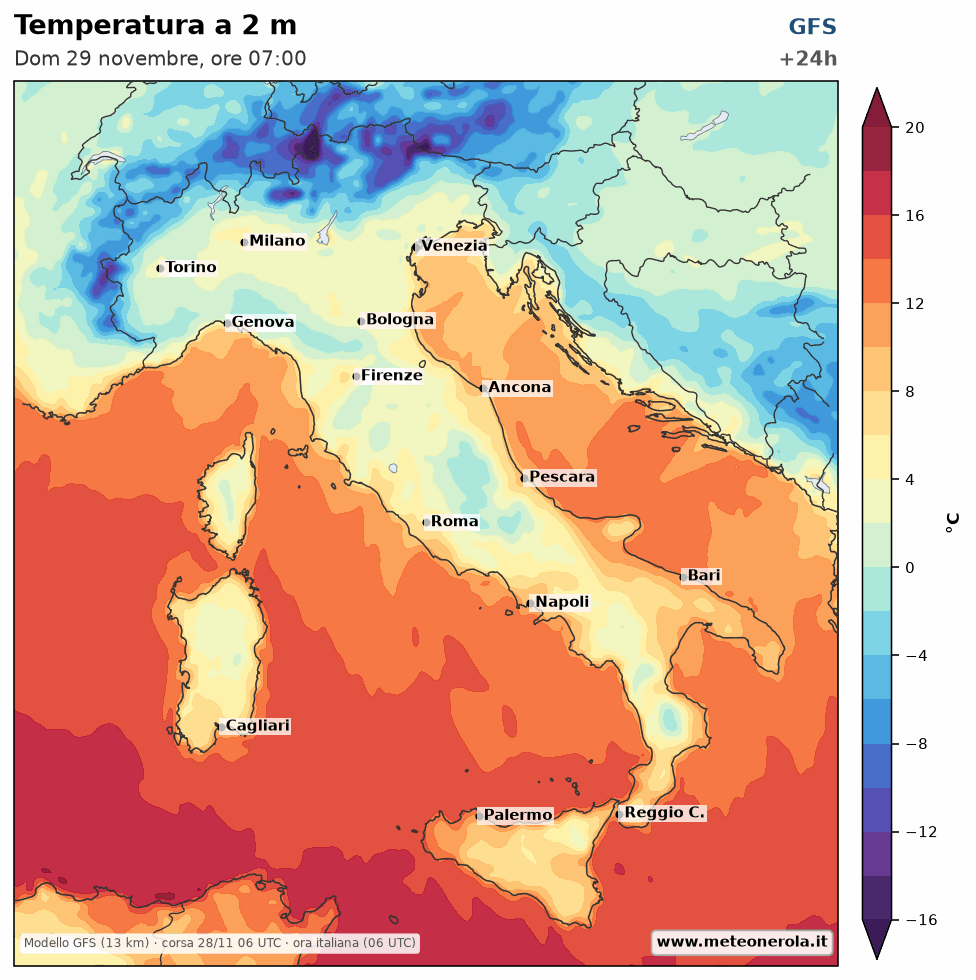 Temperatura a 2 m
GFS
Dom 29 novembre, ore 07:00
+24h
Milano
Venezia
Torino
Genova
Bologna
Firenze
Ancona
Pescara
Roma
Bari
Napoli
Cagliari
Palermo
Reggio C.
20
16
12
8
4
0
−4
−8
−12
−16
°C
Modello GFS (13 km) · corsa 28/11 06 UTC · ora italiana (06 UTC)
www.meteonerola.it